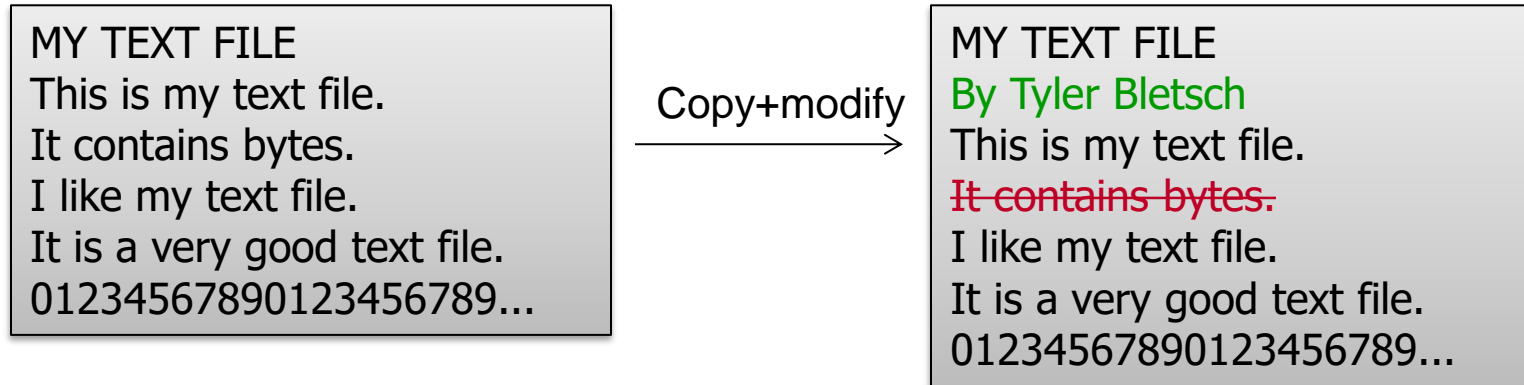 MY TEXT FILE
This is my text file.
It contains bytes.
I like my text file.
It is a very good text file.
01234567890123456789...
Copy+modify
MY TEXT FILE
By Tyler Bletsch
This is my text file.
It contains bytes.
I like my text file.
It is a very good text file.
01234567890123456789...